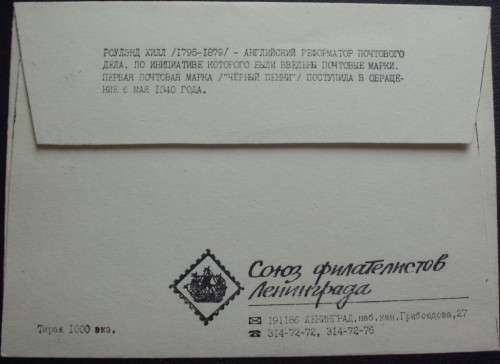 РОУЛЭНД ХИЛЛ /1795-1879/ - АНГЛИЙСКИЙ РЕФОРМАТОР ПОЧТОВОГО
ДЕЛА, ПО ИНИЦИАТИВЕ КОТОРОГО БЫЛИ ВВЕДЕНЫ ПОЧТОВЫЕ МАРКИ.
ПЕРВАЯ ПОЧТОВАЯ МАРКА /"ЧЁРНЫЙ ПЕННИ"/ ПОСТУПИЛА В ОБРАЩЕ-
НИЕ 6 МАЯ 1840 ГОДА.
Союз филателистов
Ленинграда
191186 ЛЕНИНГРАД, наб.кан.Грибоедова,27
314-72-72, 314-72-76
Тираж 1000 экз.